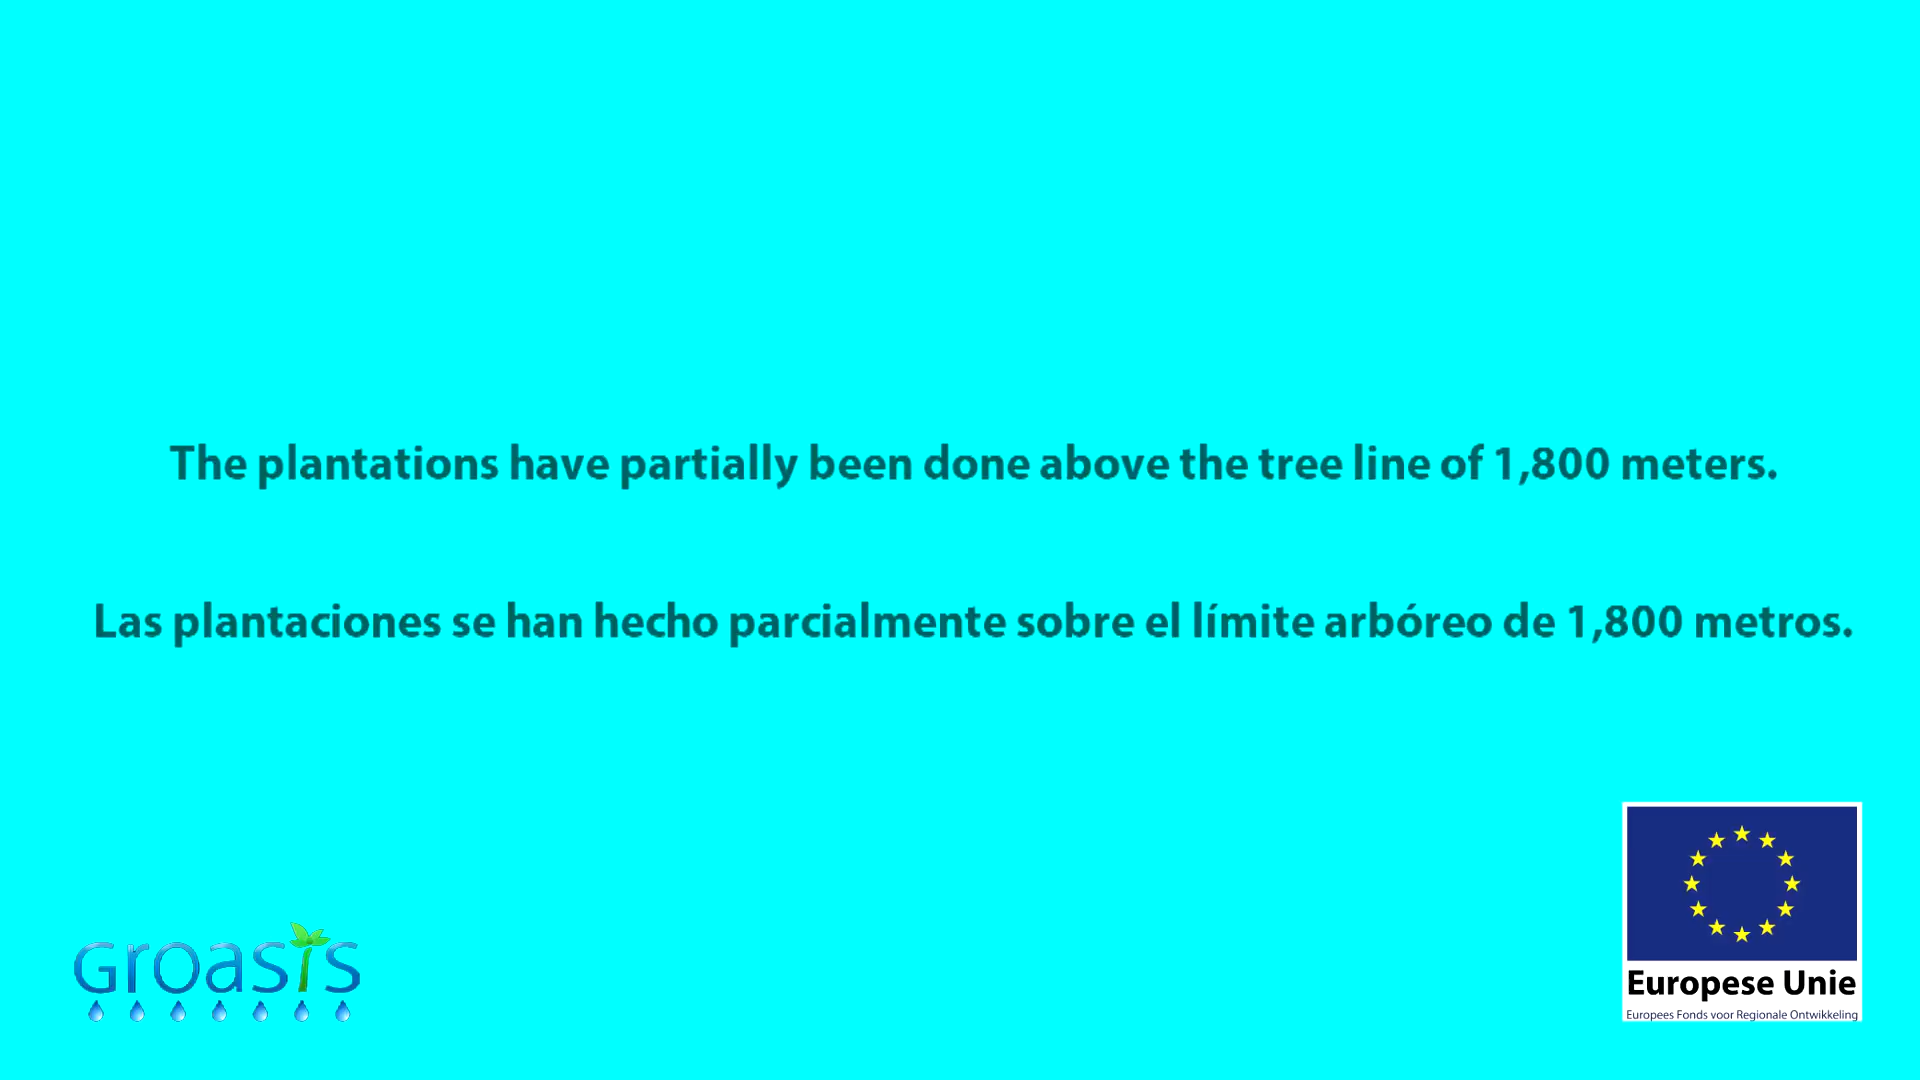 The plantations have partially been done above the tree line of 1,800 meters.
Las plantaciones se han hecho parcialmente sobre el límite arbóreo de 1,800 metros.
Groasis
Europese Unie
Europees Fonds voor Regionale Ontwikkeling